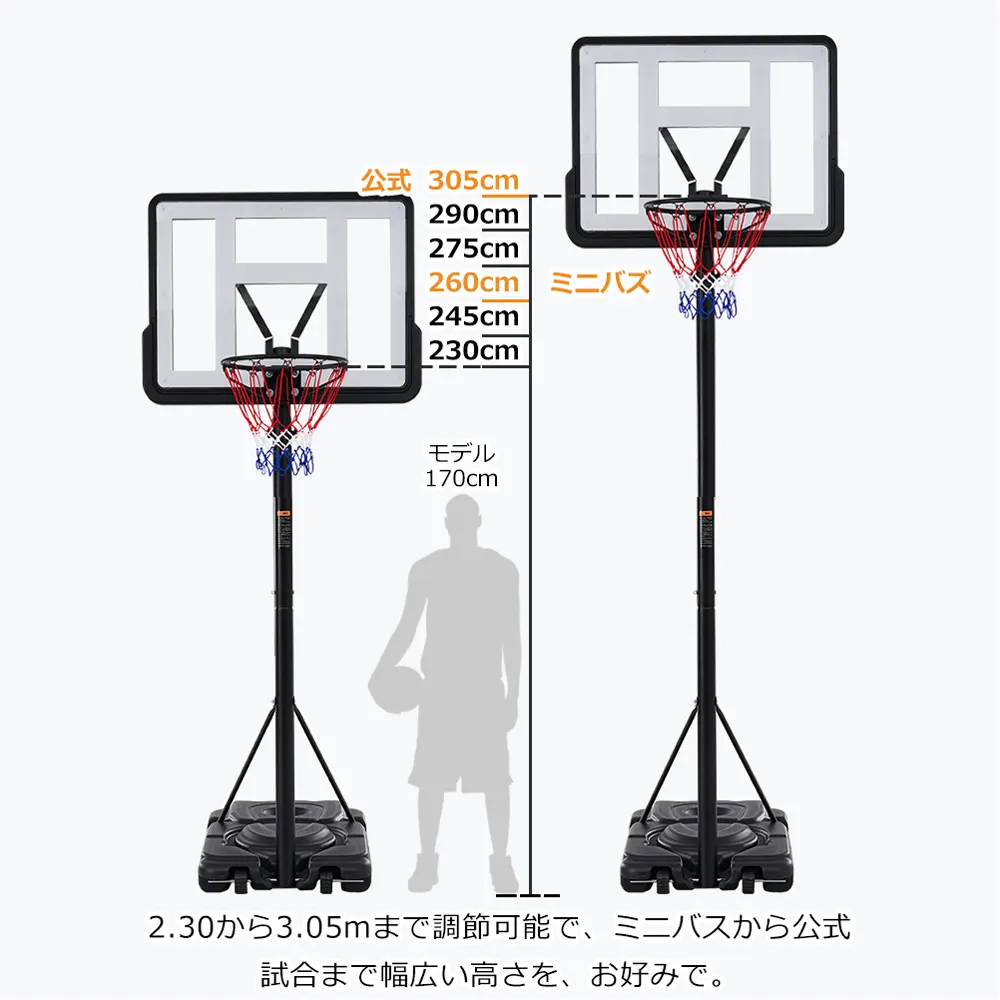 公式 305cm
290cm
275cm
260cm ミニバズ
245cm
230cm
モデル
170cm
2.30から3.05mまで調節可能で、ミニバスから公式
試合まで幅広い高さを、お好みで。